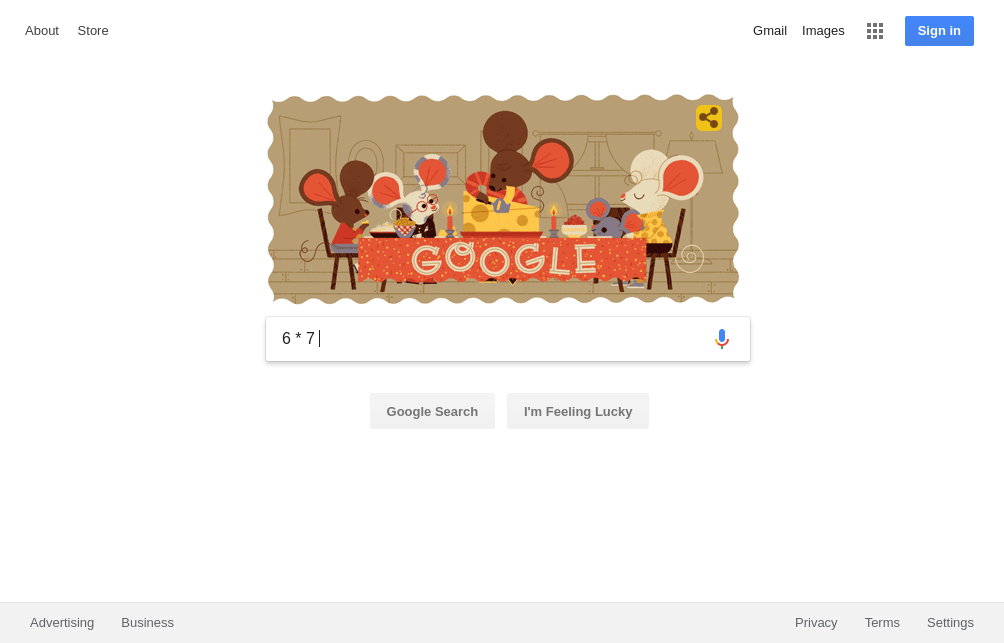 About Store Gmail Images Sign in
GOOGLE
6 * 7
Google Search I'm Feeling Lucky
Advertising Business Privacy Terms Settings